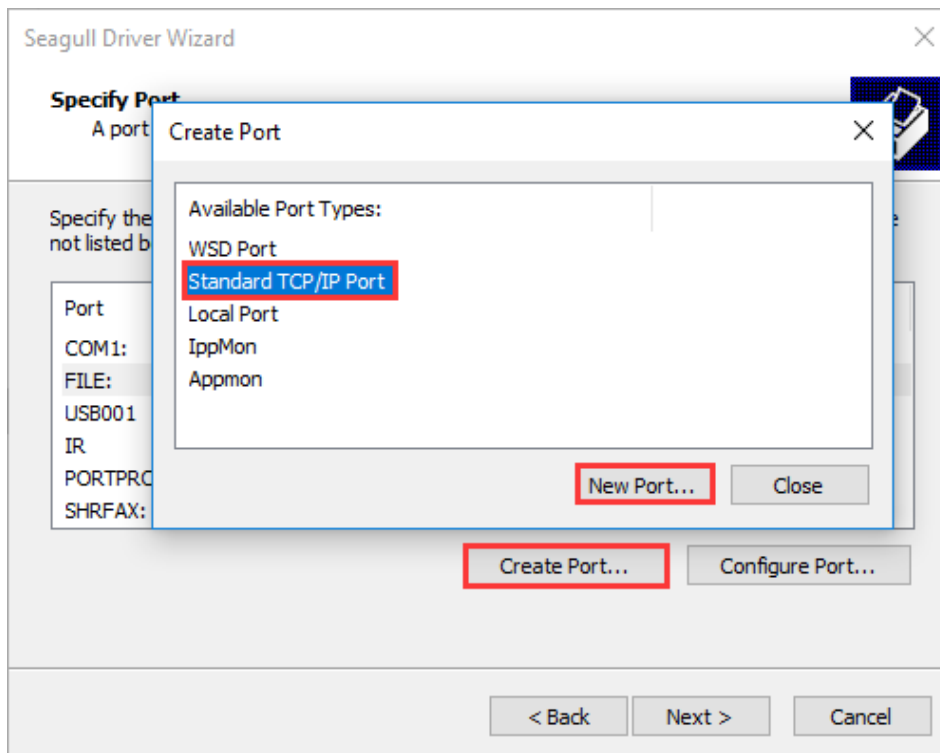 Seagull Driver Wizard
Specify Port
A port
Create Port
Available Port Types:
WSD Port
Standard TCP/IP Port
Local Port
IppMon
Appmon
New Port...
Close
Specify the
not listed b
Port
COM1:
FILE:
USB001
IR
PORTPRO
SHRFAX:
Create Port...
Configure Port...
< Back
Next >
Cancel